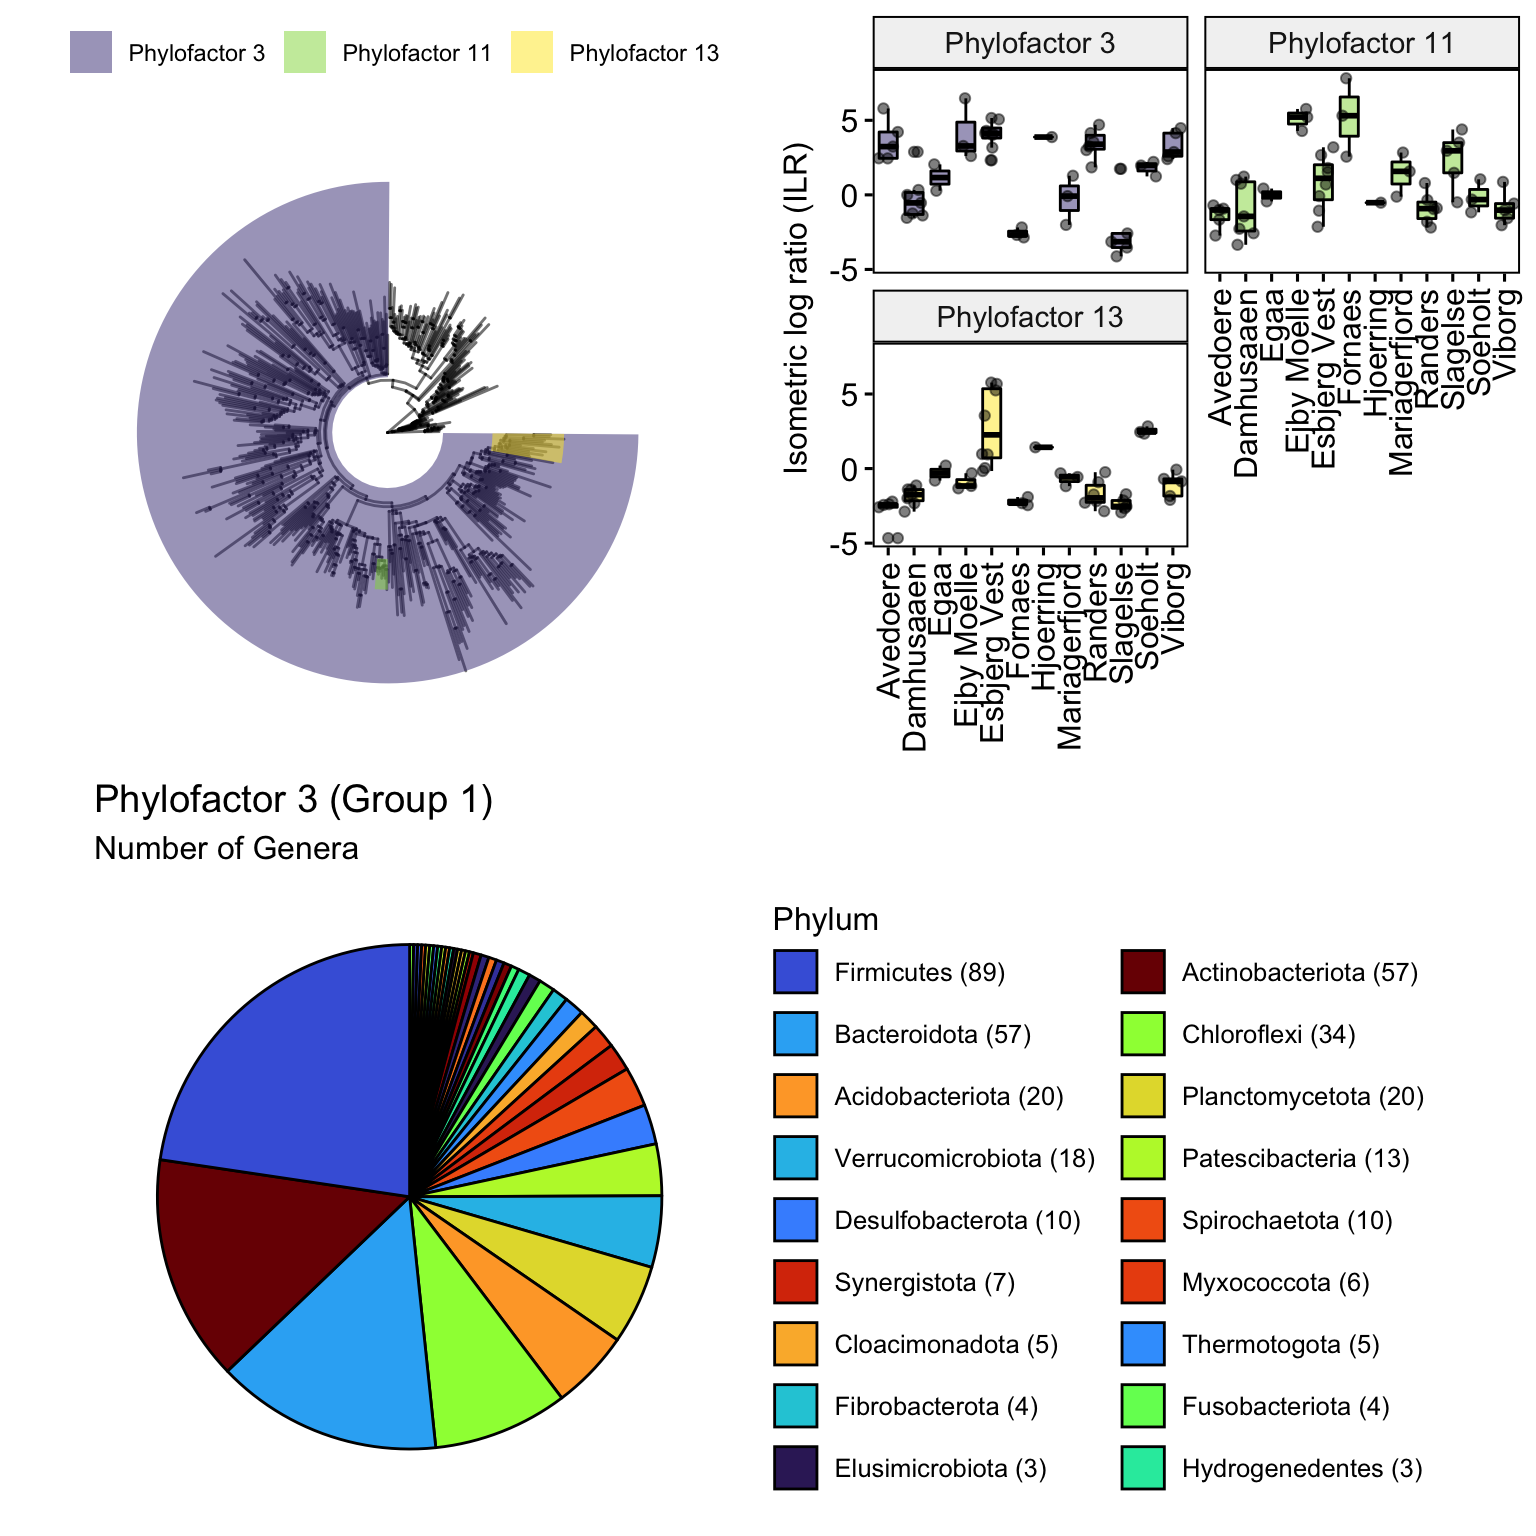 Phylofactor 3
Phylofactor 11
Phylofactor 13
Isometric log ratio (ILR)
Phylofactor 3
5
0
-5
Phylofactor 11
Avedoere
Damhusaaen
Egaa
Ejby Moelle
Esbjerg Vest
Fornaes
Hjoerring
Mariagerfjord
Randers
Slagelse
Soeholt
Viborg
Phylofactor 13
5
0
-5
Avedoere
Damhusaaen
Egaa
Ejby Moelle
Esbjerg Vest
Fornaes
Hjoerring
Mariagerfjord
Randers
Slagelse
Soeholt
Viborg
Phylofactor 3 (Group 1)
Number of Genera
Phylum
Firmicutes (89)
Actinobacteriota (57)
Bacteroidota (57)
Chloroflexi (34)
Acidobacteriota (20)
Planctomycetota (20)
Verrucomicrobiota (18)
Patescibacteria (13)
Desulfobacterota (10)
Spirochaetota (10)
Synergistota (7)
Myxococcota (6)
Cloacimonadota (5)
Thermotogota (5)
Fibrobacterota (4)
Fusobacteriota (4)
Elusimicrobiota (3)
Hydrogenedentes (3)